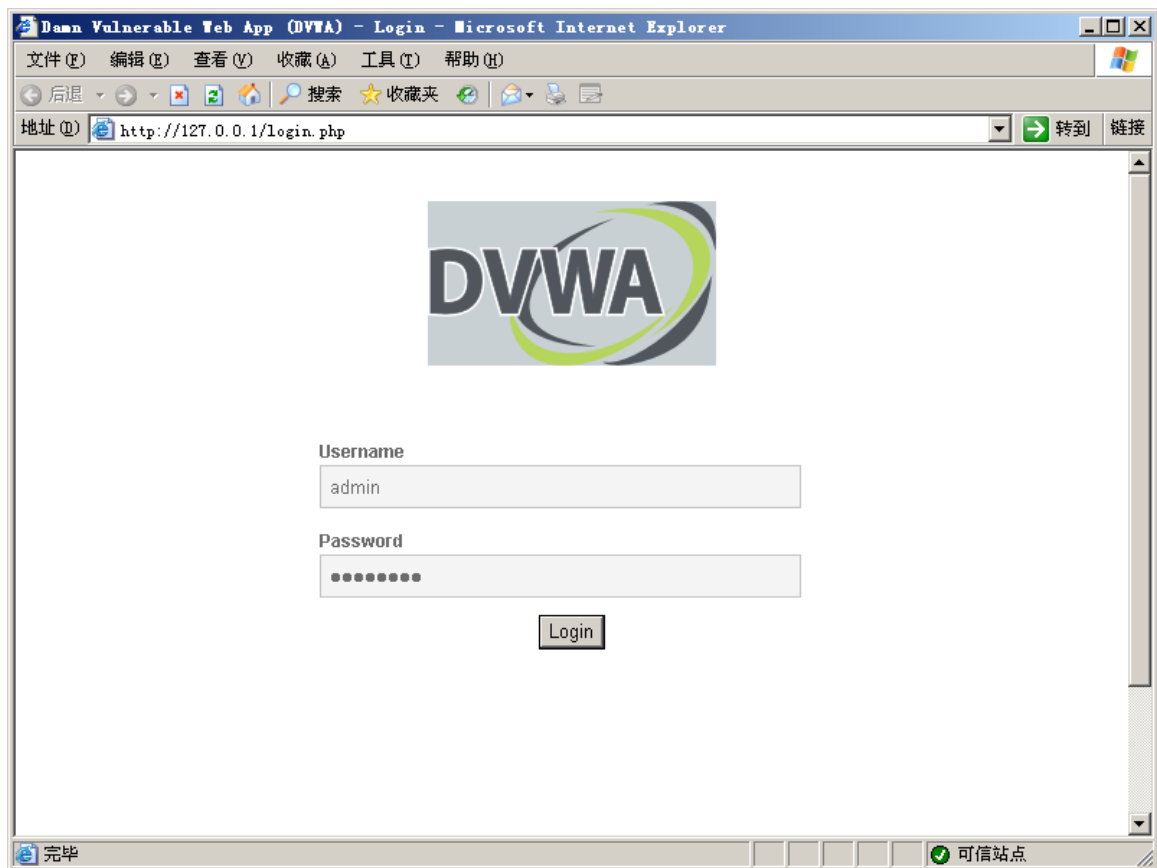 Damn Vulnerable Web App (DVWA) - Login - Microsoft Internet Explorer
文件(F) 编辑(E) 查看(V) 收藏(A) 工具(T) 帮助(H)
后退 搜索 收藏夹
地址(D) http://127.0.0.1/login.php 转到 链接
DVWA
Username
admin
Password
●●●●●●●●
Login
完毕 可信站点